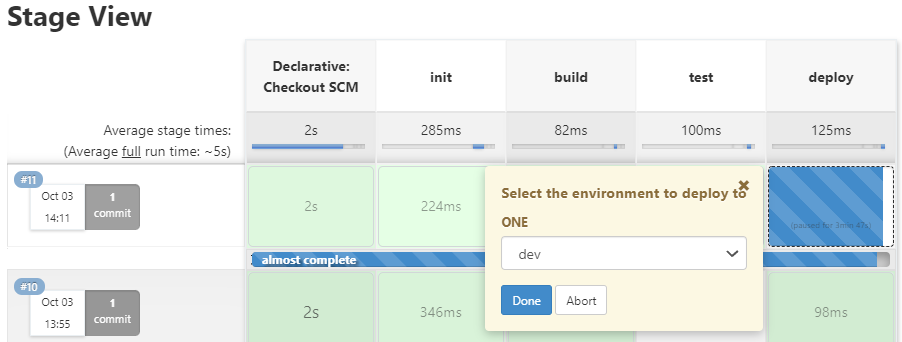 Stage View
Declarative: Checkout SCM init build test deploy
Average stage times: 2s 285ms 82ms 100ms 125ms
(Average full run time: ~5s)
#11
Oct 03
14:11
1
commit
2s
224ms
Select the environment to deploy to
ONE
dev
Done Abort
(paused for 3min 47s)
almost complete
#10
Oct 03
13:55
1
commit
2s
346ms
98ms